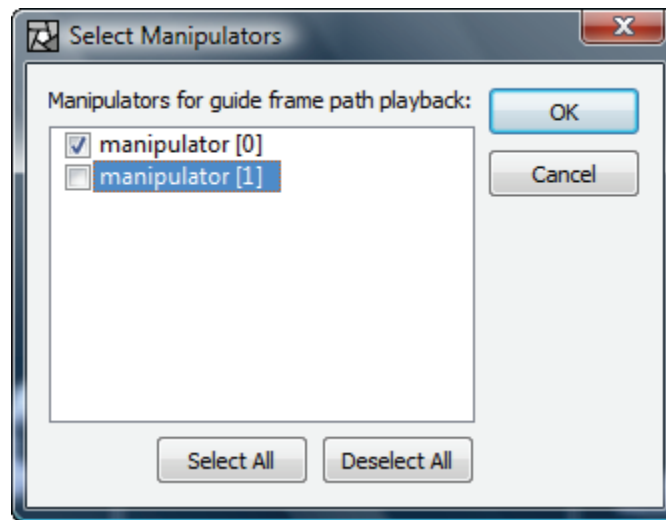 Select Manipulators
Manipulators for guide frame path playback:
OK
manipulator [0]
manipulator [1]
Cancel
Select All
Deselect All